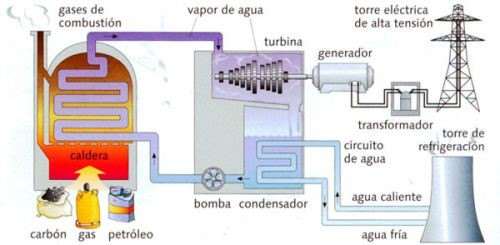 gases de
combustión
vapor de agua
torre eléctrica
de alta tensión
turbina
generador
transformador
torre de
refrigeración
caldera
circuito
de agua
agua caliente
carbón gas petróleo
bomba condensador
agua fría